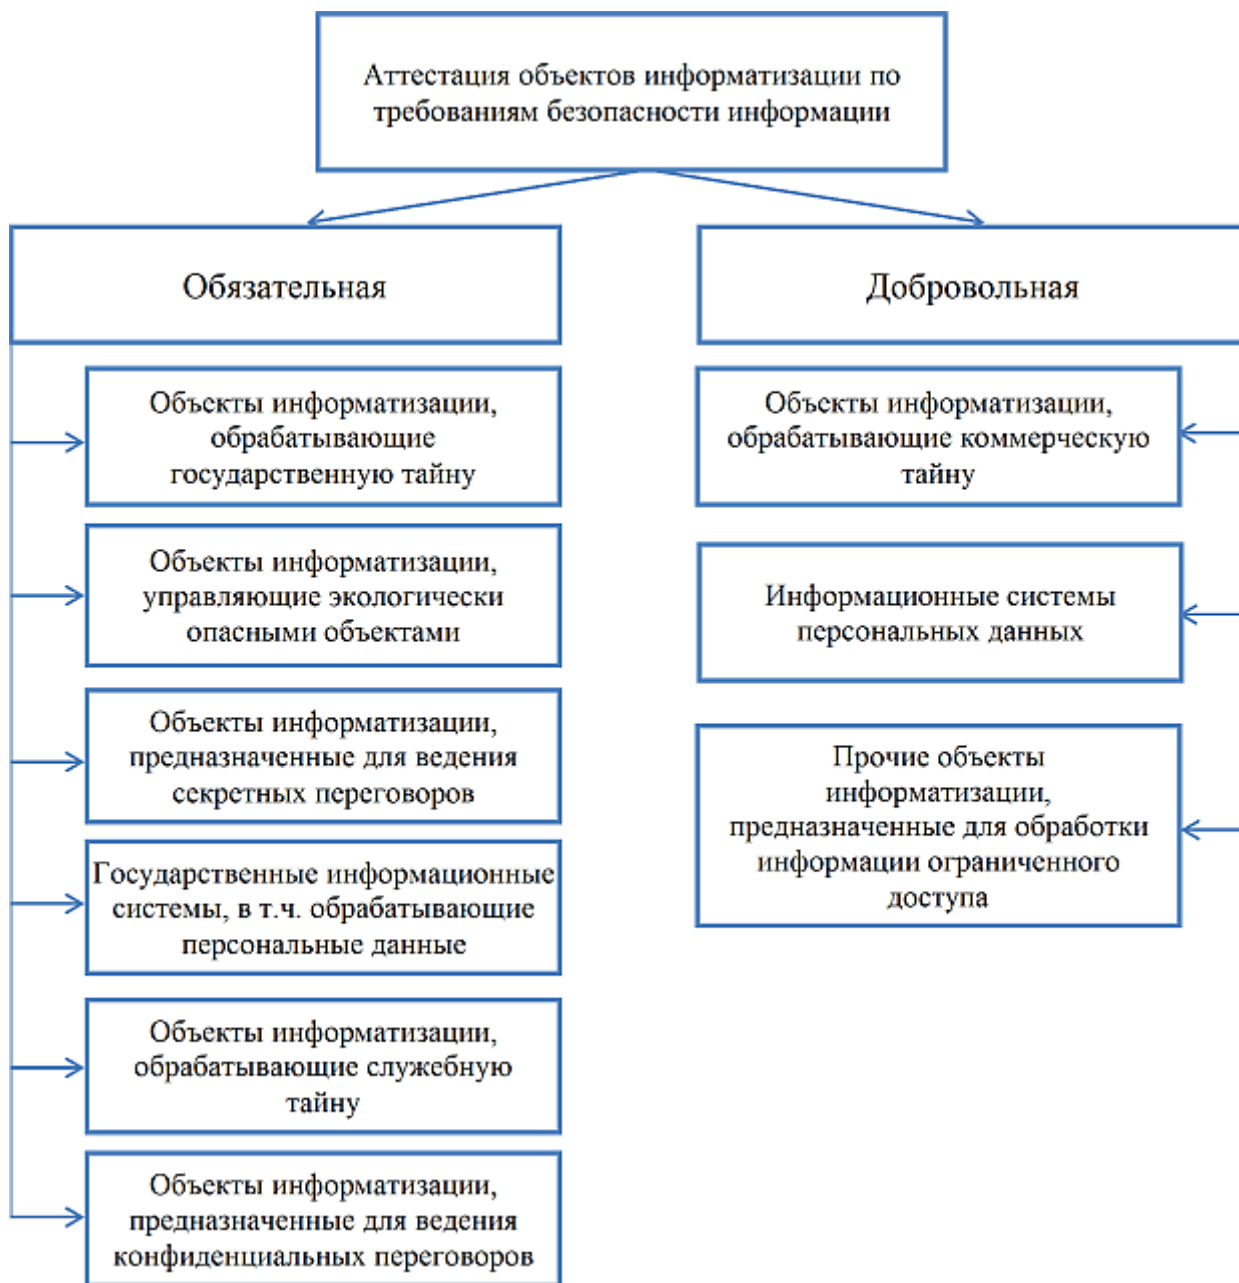 Аттестация объектов информатизации по
требованиям безопасности информации
Обязательная
Объекты информатизации,
обрабатывающие
государственную тайну
Объекты информатизации,
управляющие экологически
опасными объектами
Объекты информатизации,
предназначенные для ведения
секретных переговоров
Государственные информационные
системы, в т.ч. обрабатывающие
персональные данные
Объекты информатизации,
обрабатывающие служебную
тайну
Объекты информатизации,
предназначенные для ведения
конфиденциальных переговоров
Добровольная
Объекты информатизации,
обрабатывающие коммерческую
тайну
Информационные системы
персональных данных
Прочие объекты
информатизации,
предназначенные для обработки
информации ограниченного
доступа